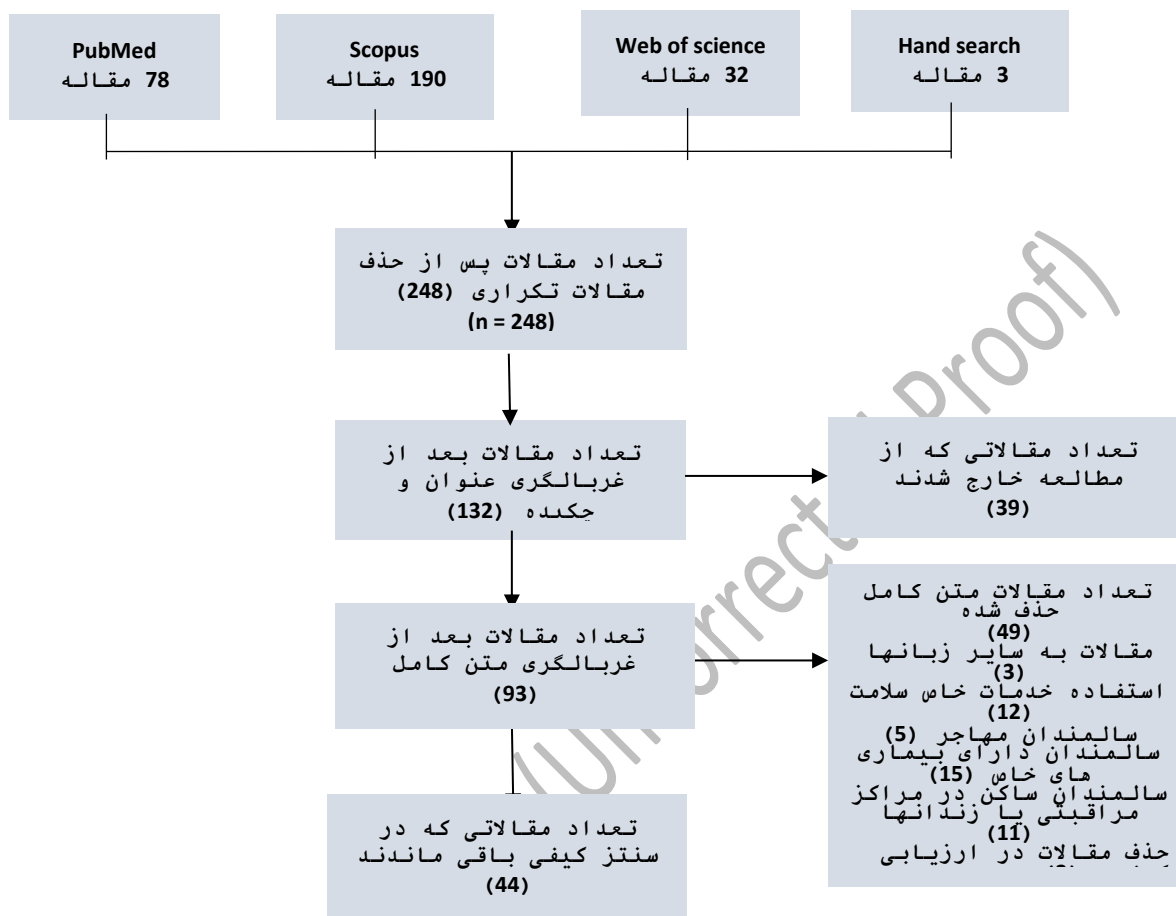 PubMed
78 مقاله
Scopus
190 مقاله
Web of science
32 مقاله
Hand search
3 مقاله
تعداد مقالات پس از حذف
مقالات تکراری (248)
(n = 248)
تعداد مقالات بعد از
غربالگری عنوان و
چکیده (132)
تعداد مقالاتی که از
مطالعه خارج شدند
(39)
تعداد مقالات بعد از
غربالگری متن کامل
(93)
تعداد مقالات متن کامل
حذف شده
(49)
مقالات به سایر زبانها
(3)
استفاده خدمات خاص سلامت
(12)
سالمندان مهاجر (5)
سالمندان دارای بیماری
های خاص (15)
سالمندان ساکن در مراکز
مراقبتی یا زندانها
(11)
حذف مقالات در ارزیابی
تعداد مقالاتی که در
سنتز کیفی باقی ماندند
(44)